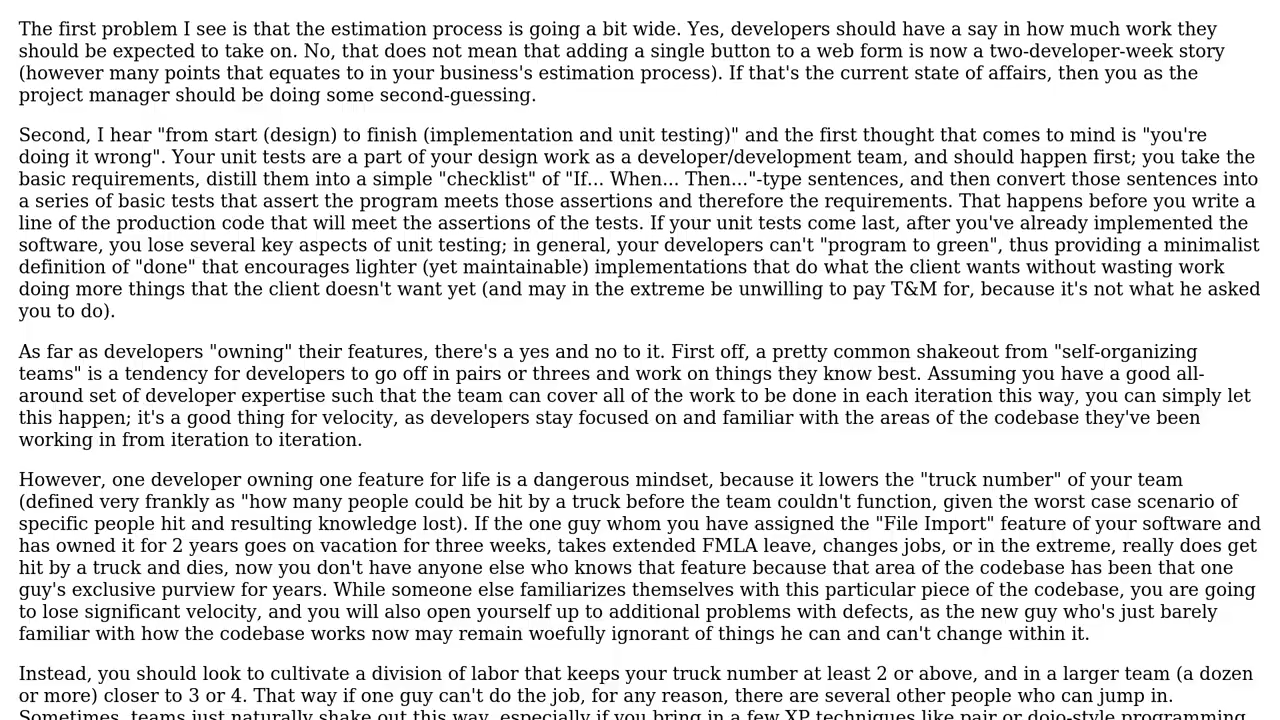 The first problem I see is that the estimation process is going a bit wide. Yes, developers should have a say in how much work they
should be expected to take on. No, that does not mean that adding a single button to a web form is now a two-developer-week story
(however many points that equates to in your business's estimation process). If that's the current state of affairs, then you as the
project manager should be doing some second-guessing.
Second, I hear "from start (design) to finish (implementation and unit testing)" and the first thought that comes to mind is "you're
doing it wrong". Your unit tests are a part of your design work as a developer/development team, and should happen first; you take the
basic requirements, distill them into a simple "checklist" of "If... When... Then..."-type sentences, and then convert those sentences into
a series of basic tests that assert the program meets those assertions and therefore the requirements. That happens before you write a
line of the production code that will meet the assertions of the tests. If your unit tests come last, after you've already implemented the
software, you lose several key aspects of unit testing; in general, your developers can't "program to green", thus providing a minimalist
definition of "done" that encourages lighter (yet maintainable) implementations that do what the client wants without wasting work
doing more things that the client doesn't want yet (and may in the extreme be unwilling to pay T&M for, because it's not what he asked
you to do).
As far as developers "owning" their features, there's a yes and no to it. First off, a pretty common shakeout from "self-organizing
teams" is a tendency for developers to go off in pairs or threes and work on things they know best. Assuming you have a good all-
around set of developer expertise such that the team can cover all of the work to be done in each iteration this way, you can simply let
this happen; it's a good thing for velocity, as developers stay focused on and familiar with the areas of the codebase they've been
working in from iteration to iteration.
However, one developer owning one feature for life is a dangerous mindset, because it lowers the "truck number" of your team
(defined very frankly as "how many people could be hit by a truck before the team couldn't function, given the worst case scenario of
specific people hit and resulting knowledge lost). If the one guy whom you have assigned the "File Import" feature of your software and
has owned it for 2 years goes on vacation for three weeks, takes extended FMLA leave, changes jobs, or in the extreme, really does get
hit by a truck and dies, now you don't have anyone else who knows that feature because that area of the codebase has been that one
guy's exclusive purview for years. While someone else familiarizes themselves with this particular piece of the codebase, you are going
to lose significant velocity, and you will also open yourself up to additional problems with defects, as the new guy who's just barely
familiar with how the codebase works now may remain woefully ignorant of things he can and can't change within it.
Instead, you should look to cultivate a division of labor that keeps your truck number at least 2 or above, and in a larger team (a dozen
or more) closer to 3 or 4. That way if one guy can't do the job, for any reason, there are several other people who can jump in.
Sometimes, teams just naturally shake out this way, especially if you bring in a few XP techniques like pair or dojo-style programming.